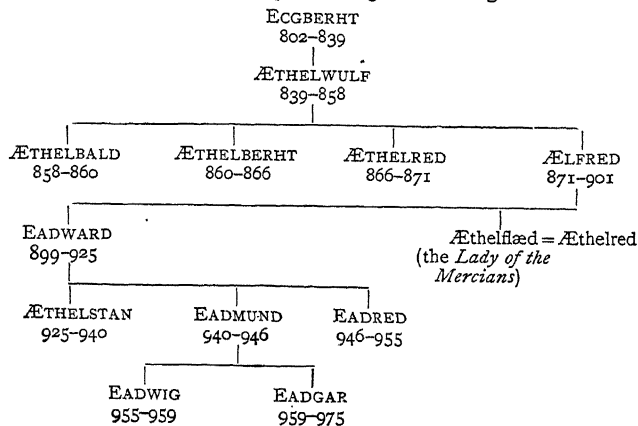 ECGBERHT
802–839
ÆTHELWULF
839–858
ÆTHELBALD ÆTHELBERHT ÆTHELRED ÆLFRED
858–860 860–866 866–871 871–901
EADWARD
899–925
Æthelflæd = Æthelred
(the Lady of the
Mercians)
ÆTHELSTAN EADMUND EADRED
925–940 940–946 946–955
EADWIG EADGAR
955–959 959–975